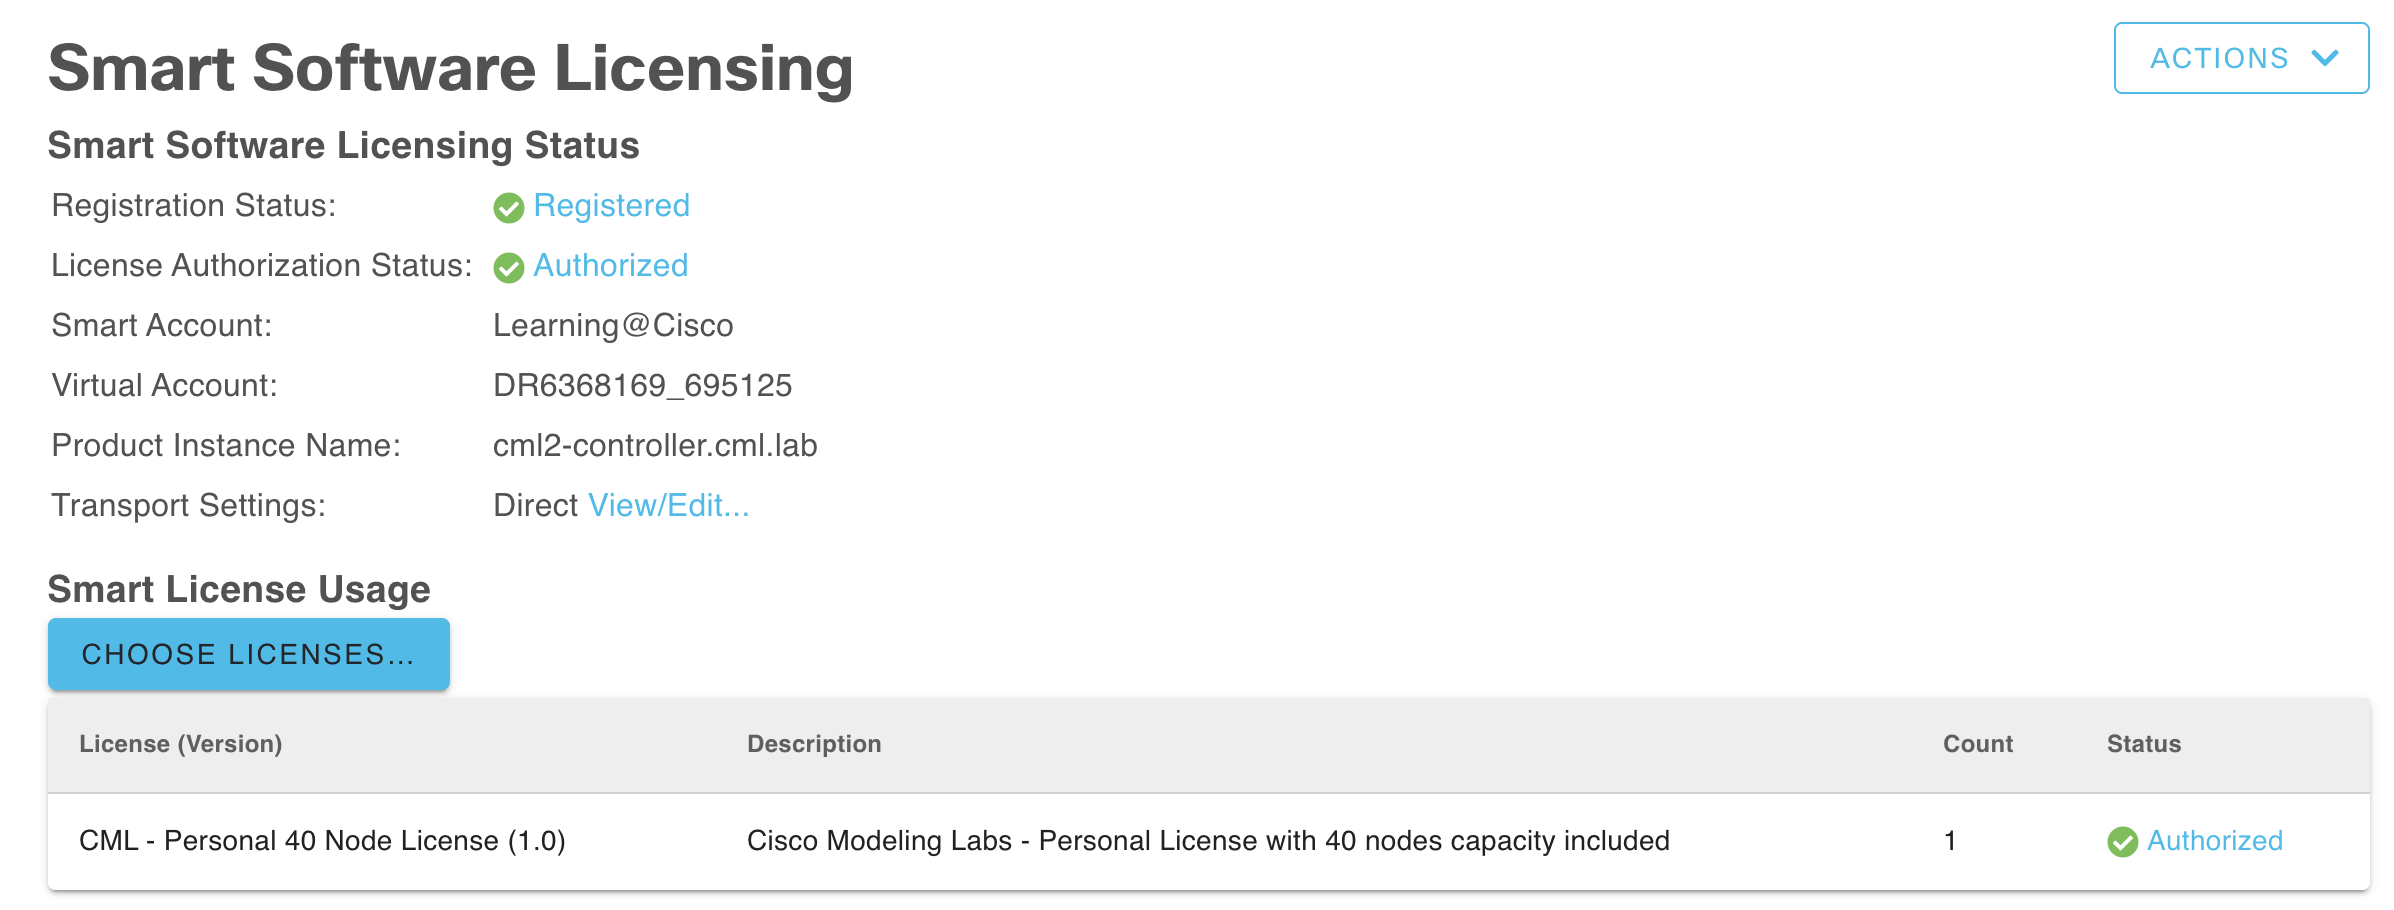 Smart Software Licensing
ACTIONS
Smart Software Licensing Status
Registration Status: Registered
License Authorization Status: Authorized
Smart Account: Learning@Cisco
Virtual Account: DR6368169_695125
Product Instance Name: cml2-controller.cml.lab
Transport Settings: Direct View/Edit...
Smart License Usage
CHOOSE LICENSES...
License (Version) Description Count Status
CML - Personal 40 Node License (1.0) Cisco Modeling Labs - Personal License with 40 nodes capacity included 1 Authorized